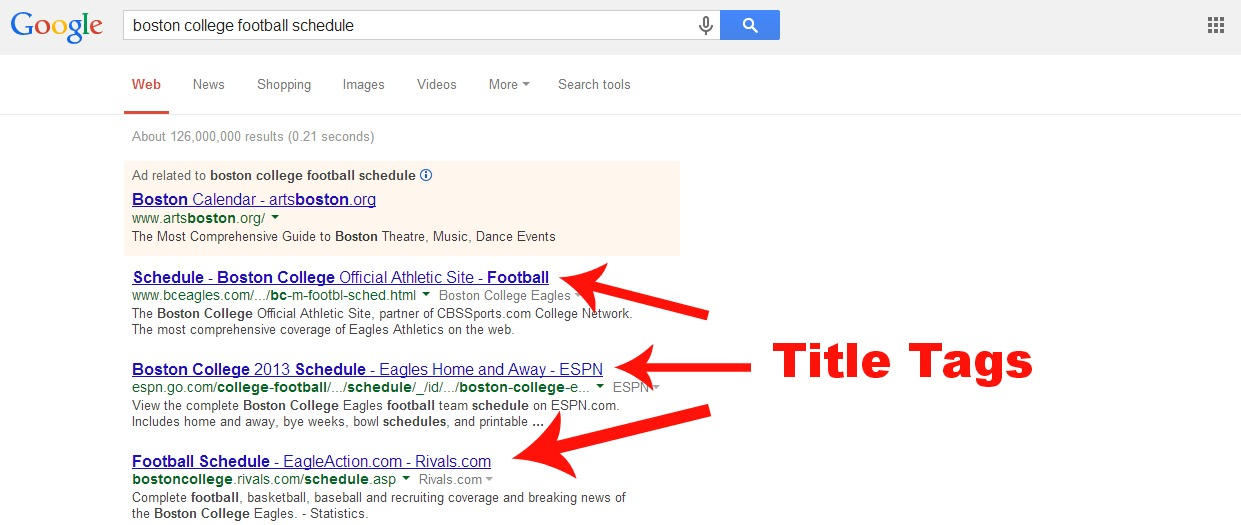 Google
boston college football schedule
Web News Shopping Images Videos More Search tools
About 126,000,000 results (0.21 seconds)
Ad related to boston college football schedule
Boston Calendar - artsboston.org
www.artsboston.org/
The Most Comprehensive Guide to Boston Theatre, Music, Dance Events
Schedule - Boston College Official Athletic Site - Football
www.bceagles.com/.../bc-m-footbl-sched.html Boston College Eagles
The Boston College Official Athletic Site, partner of CBSSports.com College Network.
The most comprehensive coverage of Eagles Athletics on the web.
Boston College 2013 Schedule - Eagles Home and Away - ESPN
espn.go.com/college-football/.../schedule/_/id/.../boston-college-e... ESPN
View the complete Boston College Eagles football team schedule on ESPN.com.
Includes home and away, bye weeks, bowl schedules, and printable ...
Football Schedule - EagleAction.com - Rivals.com
bostoncollege.rivals.com/schedule.asp Rivals.com
Complete football, basketball, baseball and recruiting coverage and breaking news of
the Boston College Eagles. - Statistics.
Title Tags